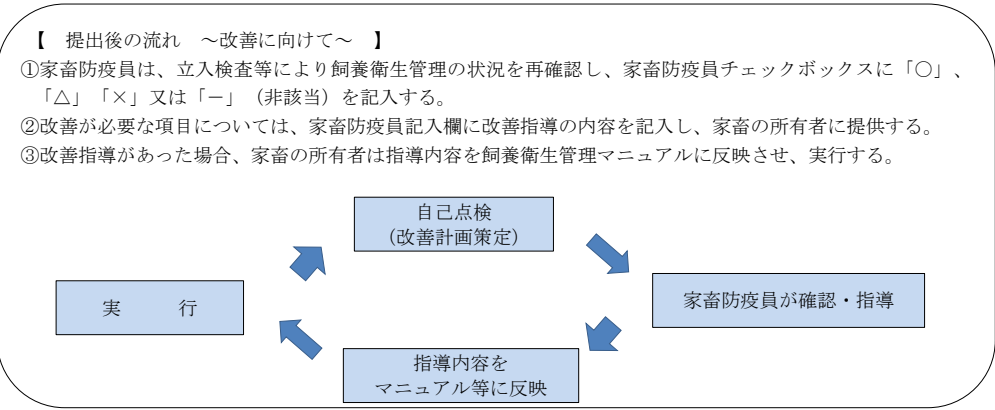 【　提出後の流れ　～改善に向けて～　】
①家畜防疫員は、立入検査等により飼養衛生管理の状況を再確認し、家畜防疫員チェックボックスに「○」、
「△」「×」又は「－」（非該当）を記入する。
②改善が必要な項目については、家畜防疫員記入欄に改善指導の内容を記入し、家畜の所有者に提供する。
③改善指導があった場合、家畜の所有者は指導内容を飼養衛生管理マニュアルに反映させ、実行する。
自己点検
（改善計画策定）
家畜防疫員が確認・指導
実　　　行
指導内容を
マニュアル等に反映